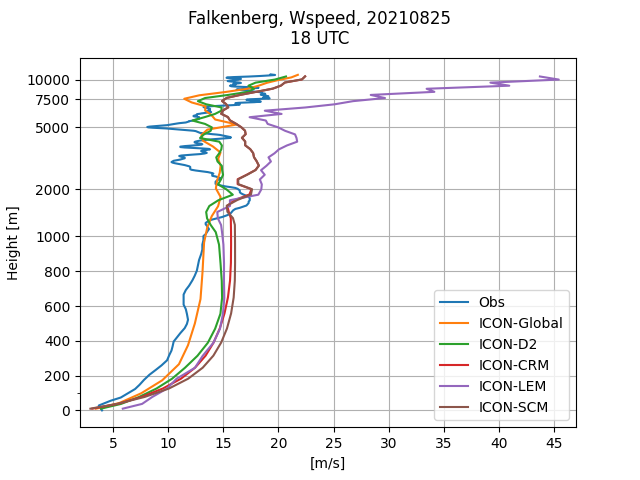 Falkenberg, Wspeed, 20210825
18 UTC
10000
7500
5000
2000
1000
800
600
400
200
0
Height [m]
Obs
ICON-Global
ICON-D2
ICON-CRM
ICON-LEM
ICON-SCM
5 10 15 20 25 30 35 40 45
[m/s]